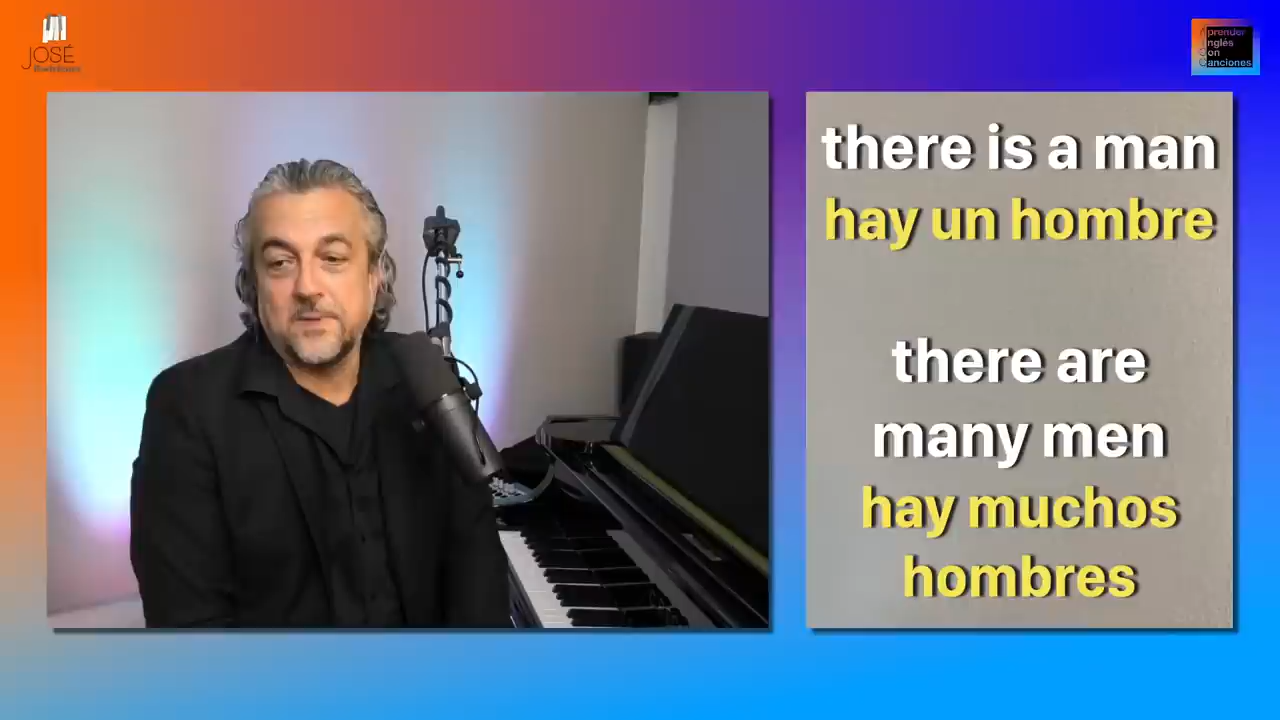 JOSÉ
prender
nglés
on
anciones
there is a man
hay un hombre
there are
many men
hay muchos
hombres